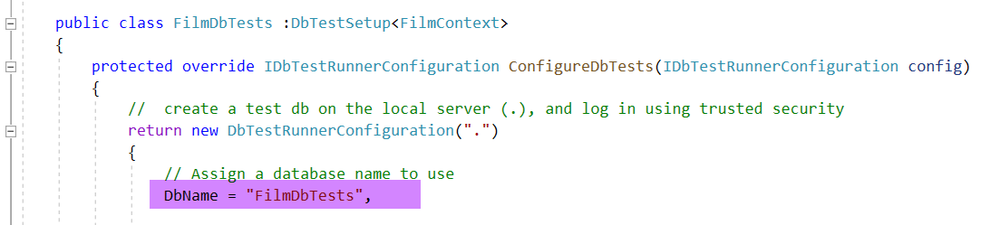 public class FilmDbTests :DbTestSetup<FilmContext>
{
protected override IDbTestRunnerConfiguration ConfigureDbTests(IDbTestRunnerConfiguration config)
{
//  create a test db on the local server (.), and log in using trusted security
return new DbTestRunnerConfiguration(".")
{
// Assign a database name to use
DbName = "FilmDbTests",